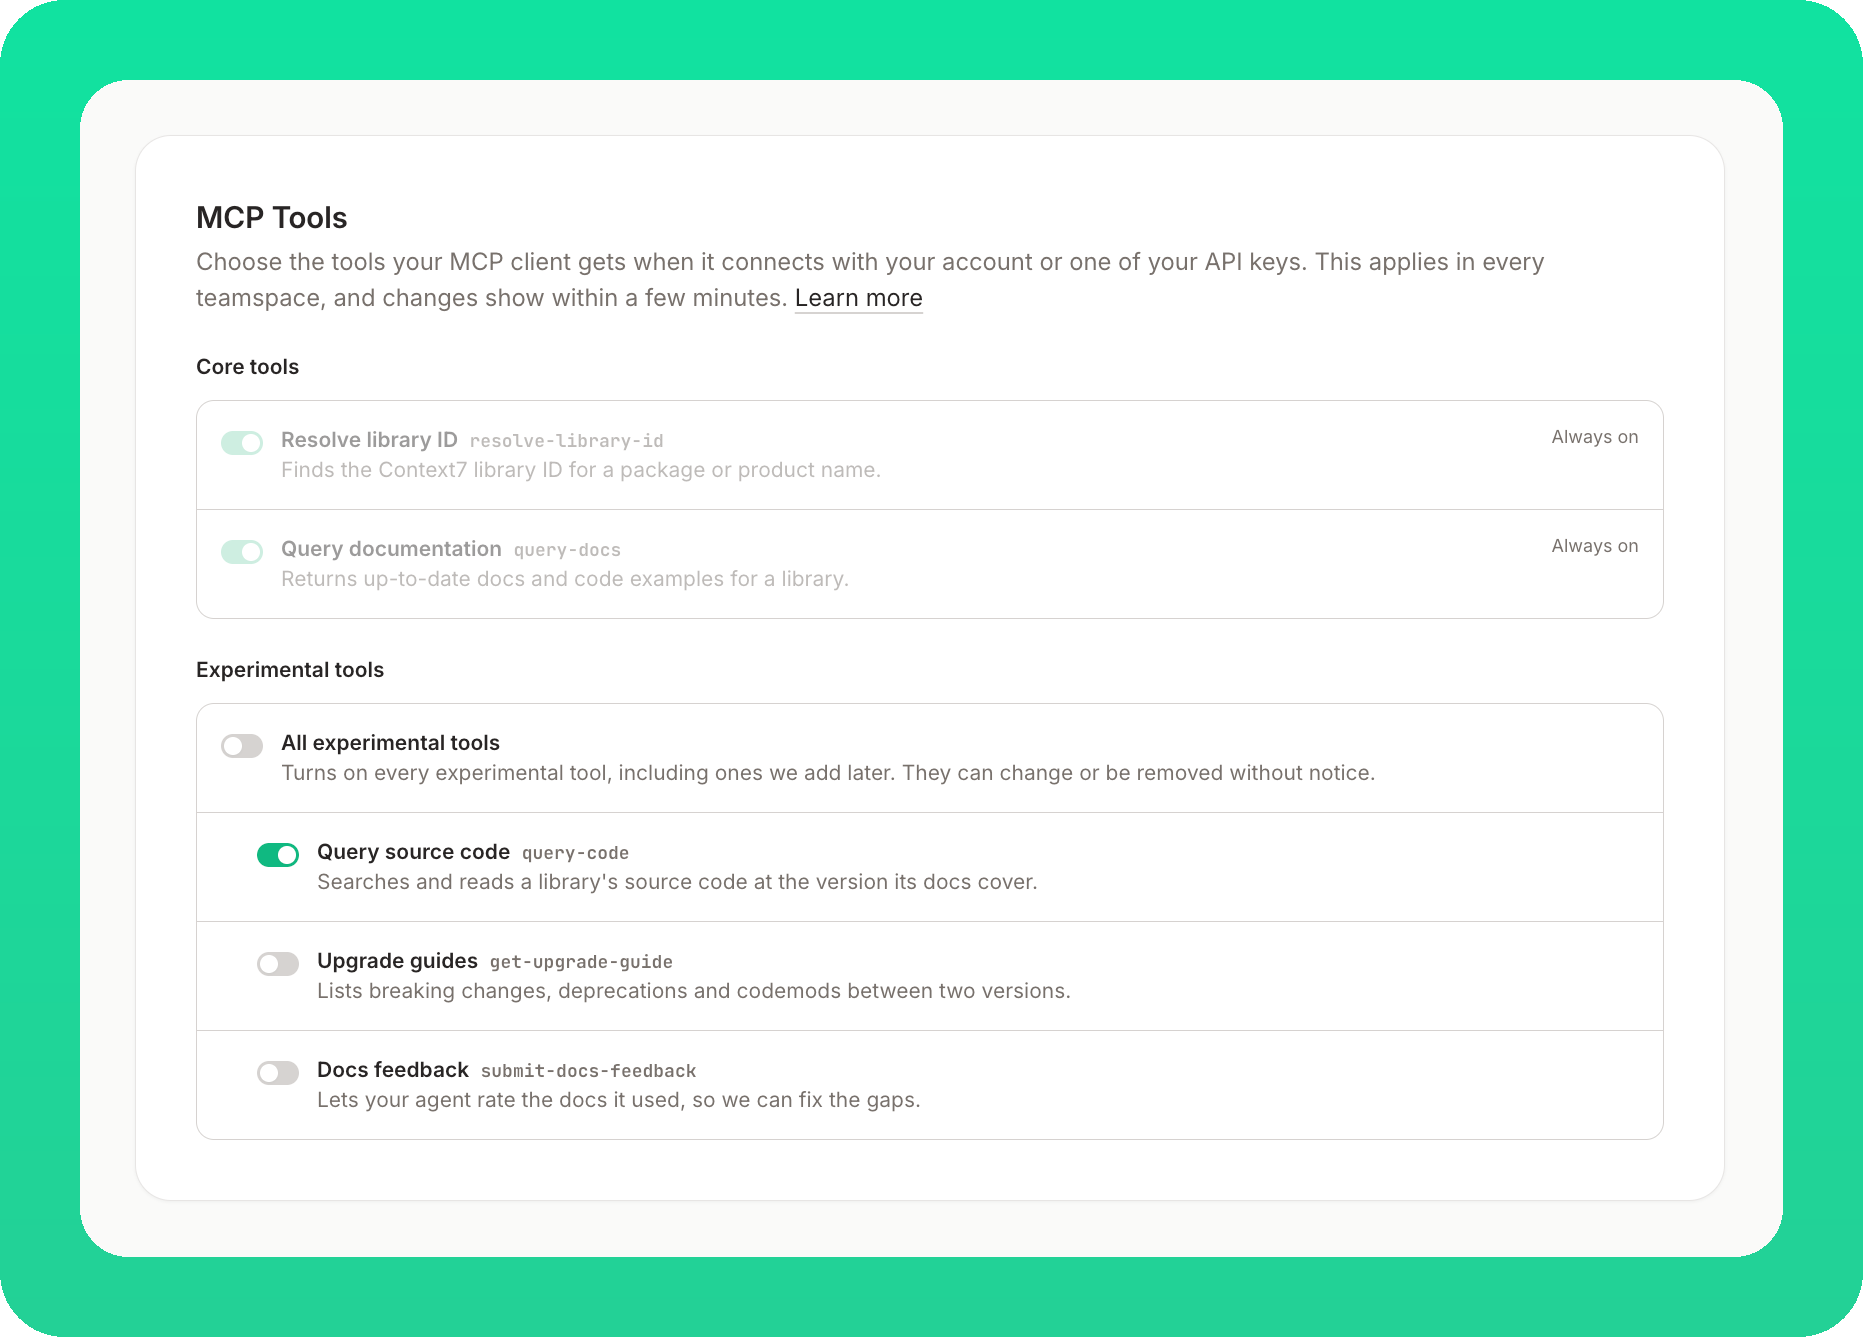 MCP Tools
Choose the tools your MCP client gets when it connects with your account or one of your API keys. This applies in every
teamspace, and changes show within a few minutes. Learn more
Core tools
Resolve library ID resolve-library-id
Always on
Finds the Context7 library ID for a package or product name.
Query documentation query-docs
Always on
Returns up-to-date docs and code examples for a library.
Experimental tools
All experimental tools
Turns on every experimental tool, including ones we add later. They can change or be removed without notice.
Query source code query-code
Searches and reads a library's source code at the version its docs cover.
Upgrade guides get-upgrade-guide
Lists breaking changes, deprecations and codemods between two versions.
Docs feedback submit-docs-feedback
Lets your agent rate the docs it used, so we can fix the gaps.